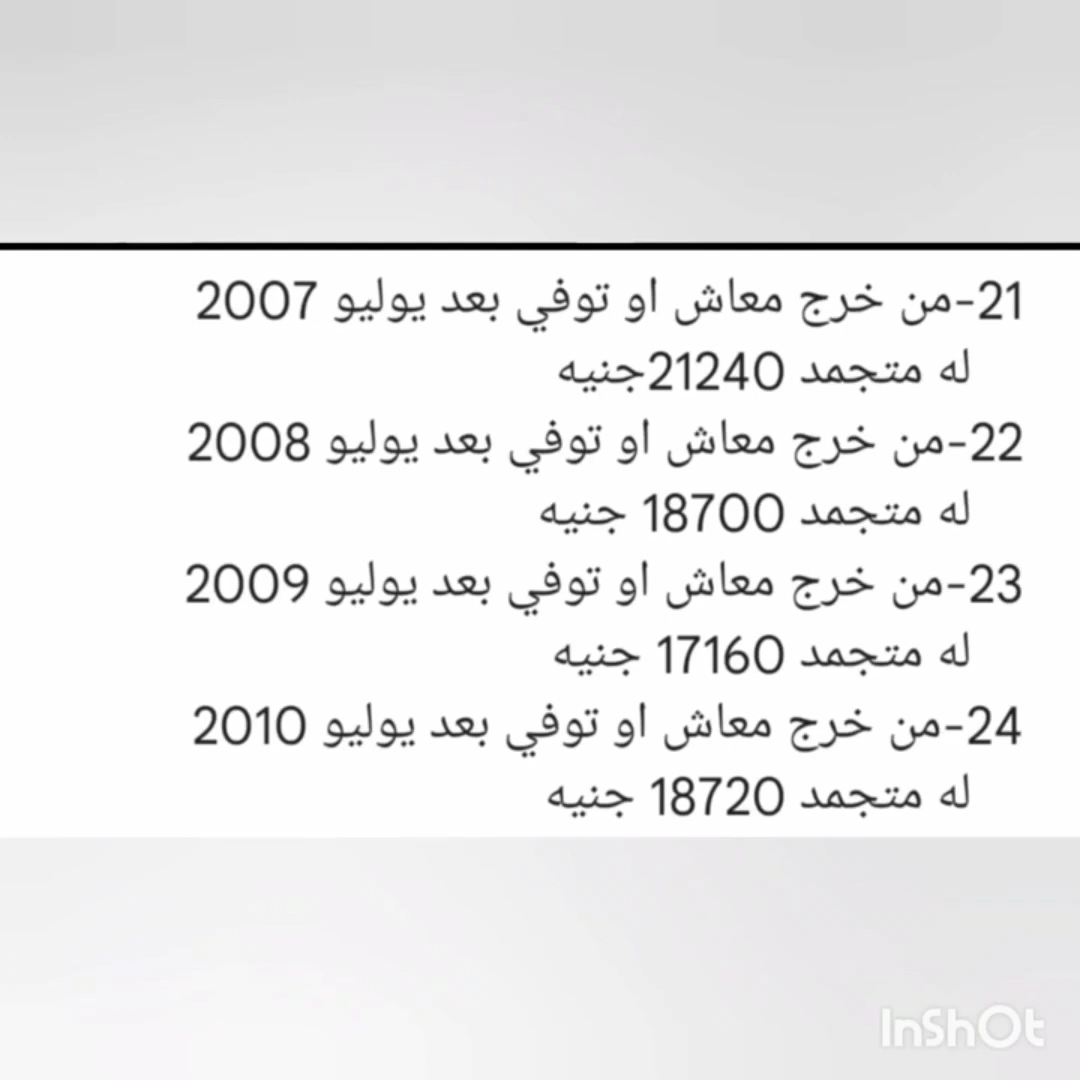 21-من خرج معاش او توفي بعد يوليو 2007
له متجمد 21240جنيه
22-من خرج معاش او توفي بعد يوليو 2008
له متجمد 18700 جنيه
23-من خرج معاش او توفي بعد يوليو 2009
له متجمد 17160 جنيه
24-من خرج معاش او توفي بعد يوليو 2010
له متجمد 18720 جنيه
InShOt